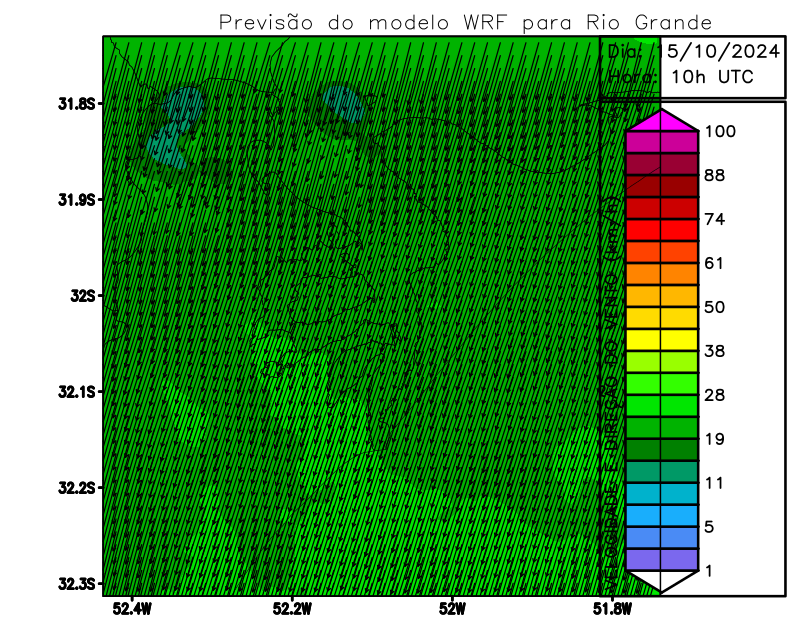 Previsão do modelo WRF para Rio Grande
Dia: 15/10/2024
Hora: 10h UTC
31.8S
31.9S
32S
32.1S
32.2S
32.3S
52.4W
52.2W
52W
51.8W
VELOCIDADE E DIREÇÃO DO VENTO (km/h)
100
88
74
61
50
38
28
19
11
5
1